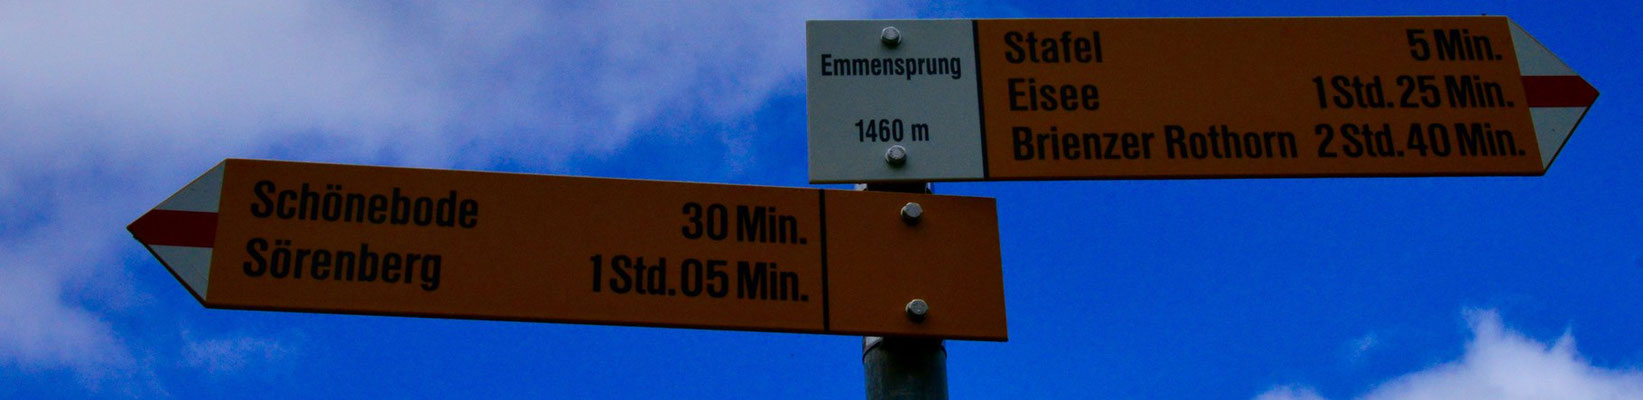 Emmensprung
1460 m
Stafel 5 Min.
Eisee 1 Std. 25 Min.
Brienzer Rothorn 2 Std. 40 Min.
Schönebode 30 Min.
Sörenberg 1 Std. 05 Min.